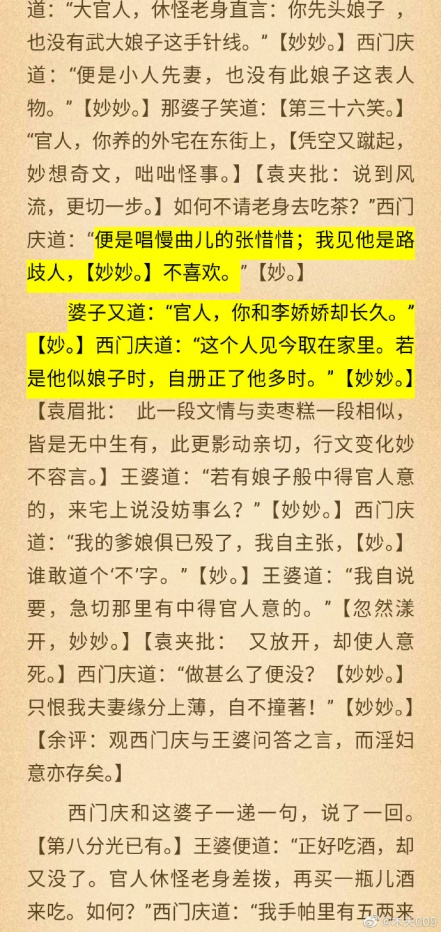 道：“大官人，休怪老身直言：你先头娘子，
也没有武大娘子这手针线。”【妙妙。】西门庆
道：“便是小人先妻，也没有此娘子这表人
物。”【妙妙。】那婆子笑道：【第三十六笑。】
“官人，你养的外宅在东街上，【凭空又蹴起，
妙想奇文，咄咄怪事。】【袁夹批：说到风
流，更切一步。】如何不请老身去吃茶？”西门
庆道：“便是唱慢曲儿的张惜惜；我见他是路
歧人，【妙妙。】不喜欢。”【妙。】
婆子又道：“官人，你和李娇娇却长久。”
【妙。】西门庆道：“这个人见今取在家里。若
是他似娘子时，自册正了他多时。”【妙妙。】
【袁眉批： 此一段文情与卖枣糕一段相似，
皆是无中生有，此更影动亲切，行文变化妙
不容言。】王婆道：“若有娘子般中得官人意
的，来宅上说没妨事么？”【妙妙。】西门庆
道：“我的爹娘俱已殁了，我自主张，【妙。】
谁敢道个‘不’字。”【妙。】王婆道：“我自说
要，急切那里有中得官人意的。”【忽然漾
开，妙妙。】【袁夹批： 又放开，却使人意
死。】西门庆道：“做甚么了便没？【妙妙。】
只恨我夫妻缘分上薄，自不撞著！”【妙妙。】
【余评：观西门庆与王婆问答之言，而淫妇
意亦存矣。】
西门庆和这婆子一递一句，说了一回。
【第八分光已有。】王婆便道：“正好吃酒，却
又没了。官人休怪老身差拨，再买一瓶儿酒
来吃。如何？”西门庆道：“我手帕里有五两来